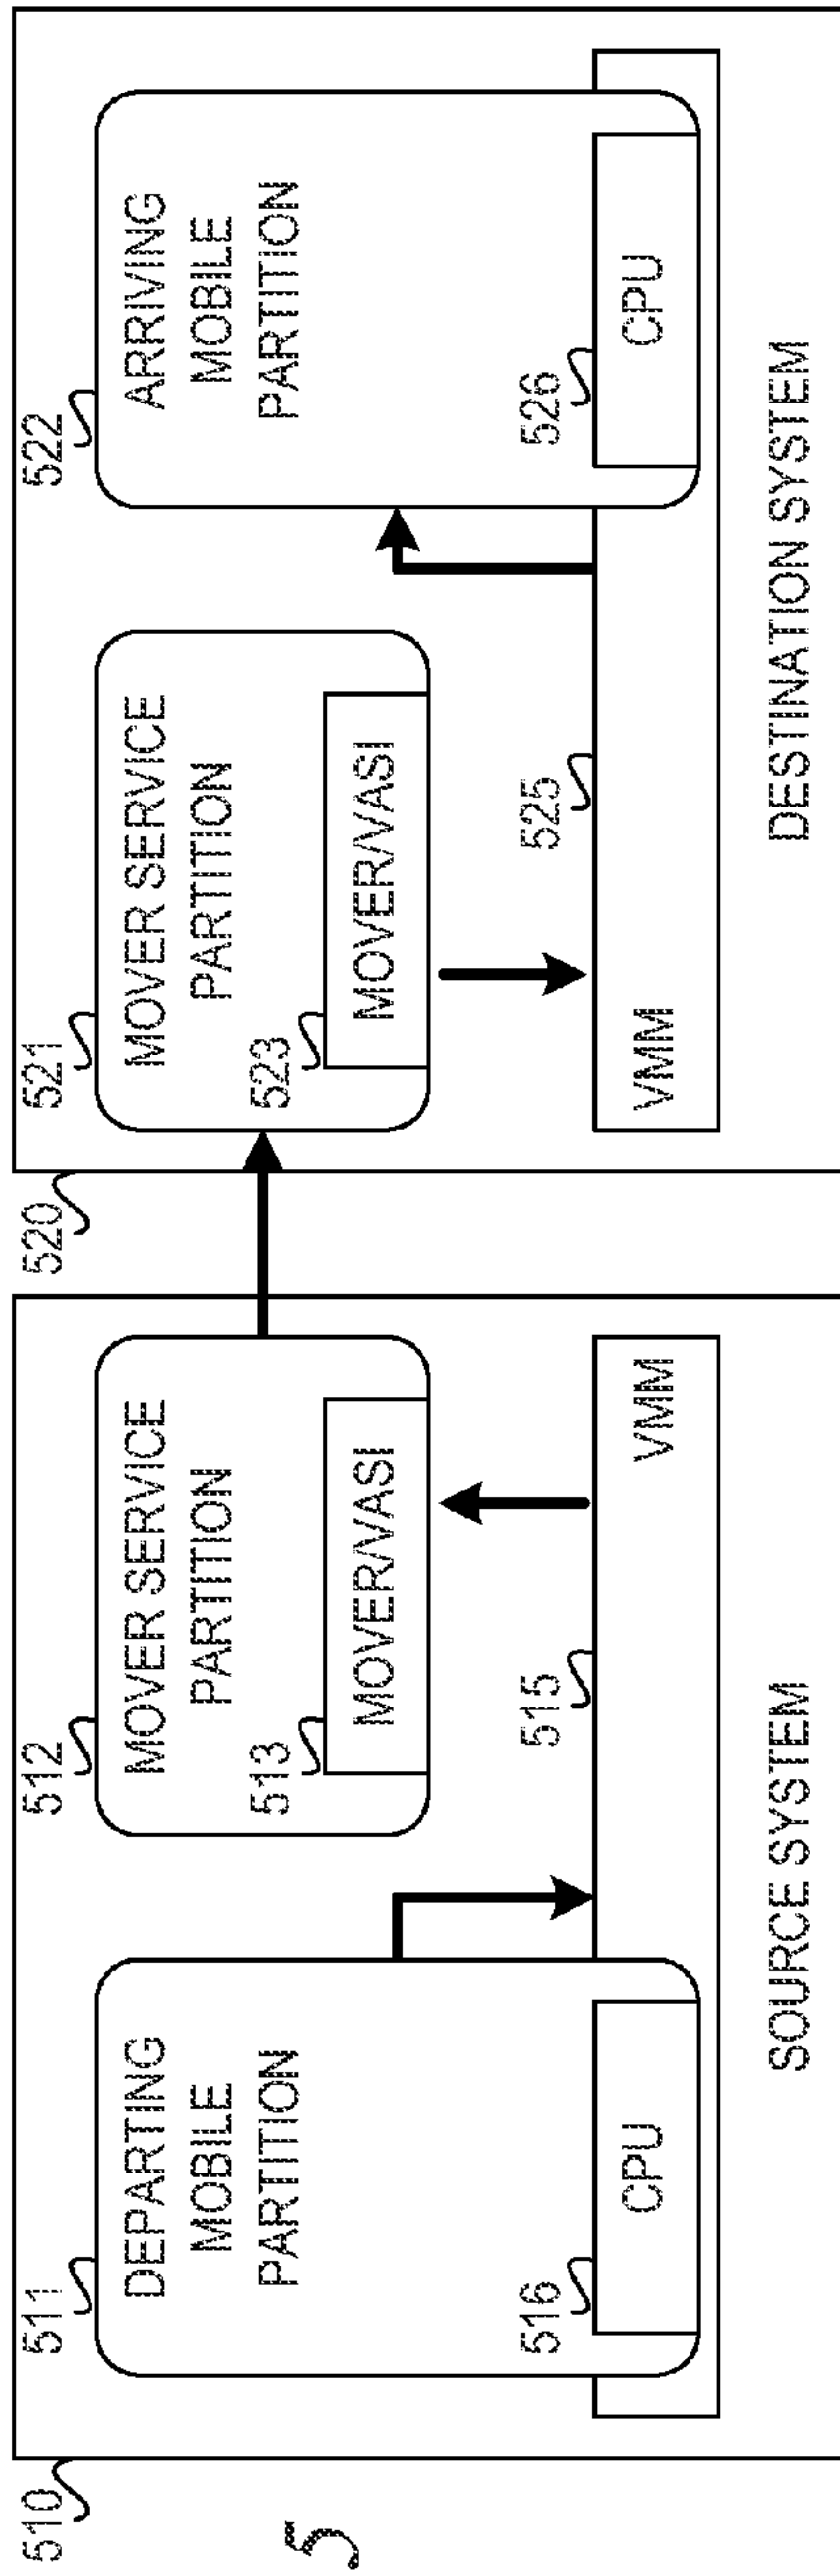 510
511
DEPARTING
MOBILE
PARTITION
516
CPU
512
MOVER SERVICE
PARTITION
513
MOVER/VASI
515
VMM
SOURCE SYSTEM
520
521
MOVER SERVICE
PARTITION
523
MOVER/VASI
522
ARRIVING
MOBILE
PARTITION
526
CPU
525
VMM
DESTINATION SYSTEM
5